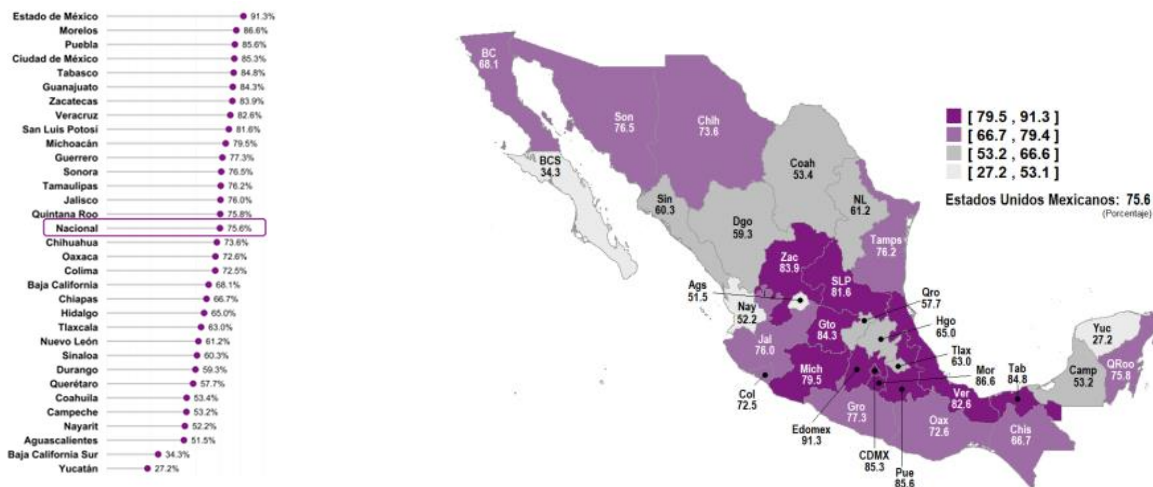 Estado de México 91.3%
Morelos 86.6%
Puebla 85.6%
Ciudad de México 85.3%
Tabasco 84.8%
Guanajuato 84.3%
Zacatecas 83.9%
Veracruz 82.6%
San Luis Potosí 81.6%
Michoacán 79.5%
Guerrero 77.3%
Sonora 76.5%
Tamaulipas 76.2%
Jalisco 76.0%
Quintana Roo 75.8%
Nacional 75.6%
Chihuahua 73.6%
Oaxaca 72.6%
Colima 72.5%
Baja California 68.1%
Chiapas 66.7%
Hidalgo 65.0%
Tlaxcala 63.0%
Nuevo León 61.2%
Sinaloa 60.3%
Durango 59.3%
Querétaro 57.7%
Coahuila 53.4%
Campeche 53.2%
Nayarit 52.2%
Aguascalientes 51.5%
Baja California Sur 34.3%
Yucatán 27.2%
BC
68.1
Son
76.5
Chih
73.6
BCS
34.3
Coah
53.4
Sin
60.3
NL
61.2
Dgo
59.3
Tamps
76.2
Zac
83.9
SLP
81.6
Ags
51.5
Nay
52.2
Qro
57.7
Gto
84.3
Hgo
65.0
Jal
76.0
Tlax
63.0
Mich
79.5
Mor
86.6
Tab
84.8
Yuc
27.2
QRoo
75.8
Camp
53.2
Col
72.5
Ver
82.6
Gro
77.3
Edomex
91.3
Oax
72.6
Chis
66.7
CDMX
85.3
Pue
85.6
[ 79.5 , 91.3 ]
[ 66.7 , 79.4 ]
[ 53.2 , 66.6 ]
[ 27.2 , 53.1 ]
Estados Unidos Mexicanos: 75.6
(Porcentaje)